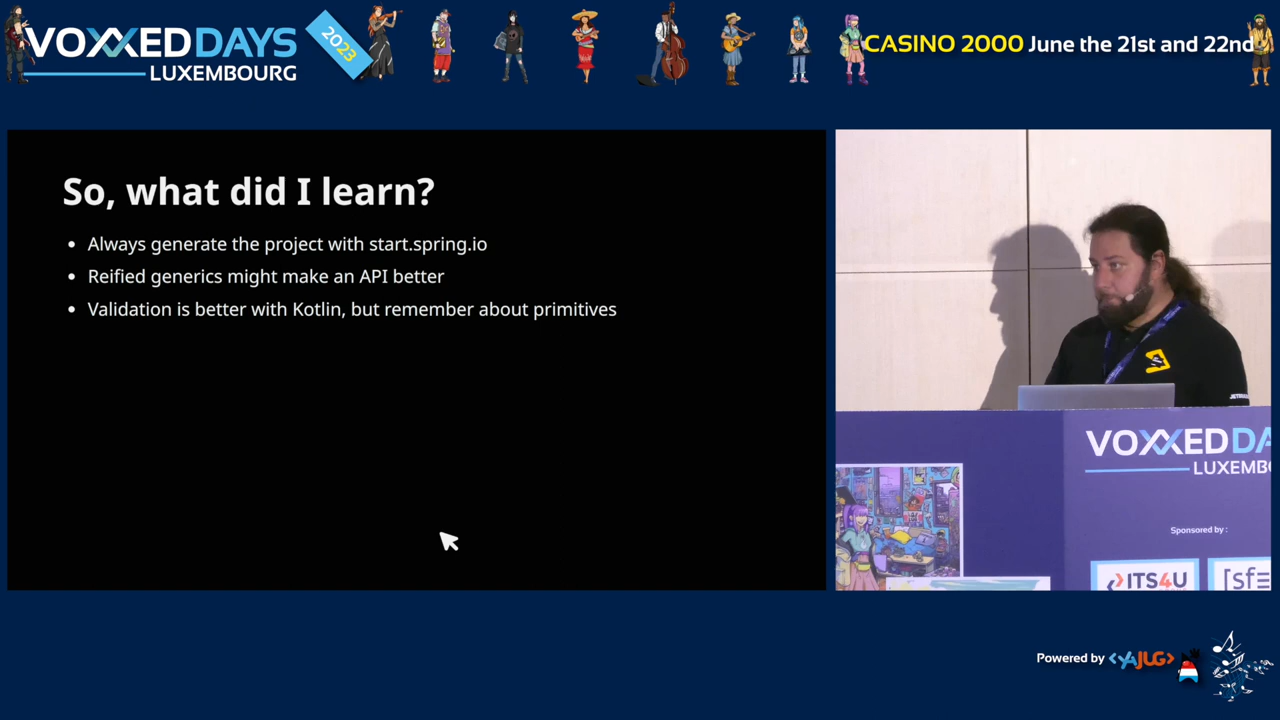 VOXXED DAYS
LUXEMBOURG
2023
CASINO 2000 June the 21st and 22nd
So, what did I learn?
• Always generate the project with start.spring.io
• Reified generics might make an API better
• Validation is better with Kotlin, but remember about primitives
VOXXED DA
LUXEMBO
Sponsored by :
ITS4U
[sfe
Powered by <YAJUG>